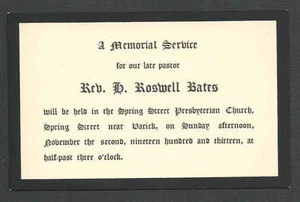 A Memorial Service
for our late pastor
Rev. H. Roswell Bates
will be held in the Spring Street Presbyterian Church,
Spring Street near Varick, on Sunday afternoon,
November the second, nineteen hundred and thirteen, at
half-past three o'clock.